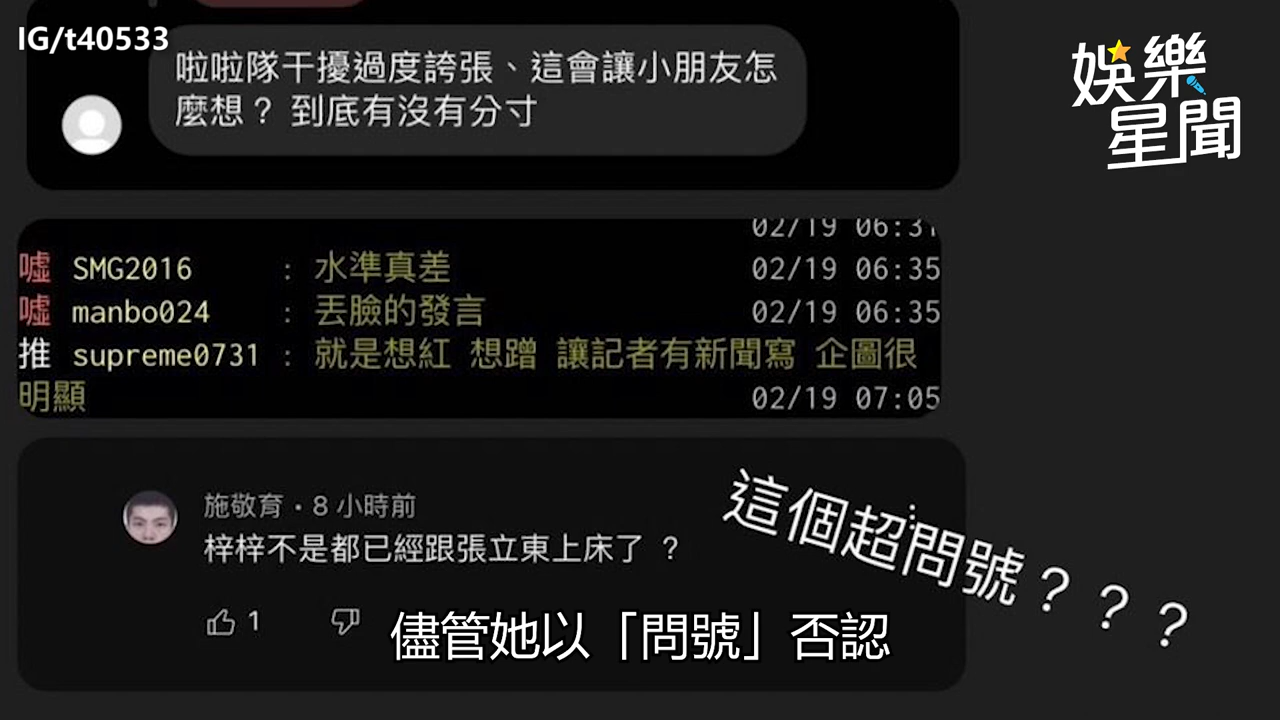 IG/t40533
娛樂
星聞
啦啦隊干擾過度誇張、這會讓小朋友怎
麼想？ 到底有沒有分寸
02/19 06:31
噓 SMG2016 : 水準真差 02/19 06:35
噓 manbo024 : 丟臉的發言 02/19 06:35
推 supreme0731 : 就是想紅 想蹭 讓記者有新聞寫 企圖很
明顯 02/19 07:05
施敬育・8 小時前
梓梓不是都已經跟張立東上床了 ？
1
這個超問號？？？
儘管她以「問號」否認